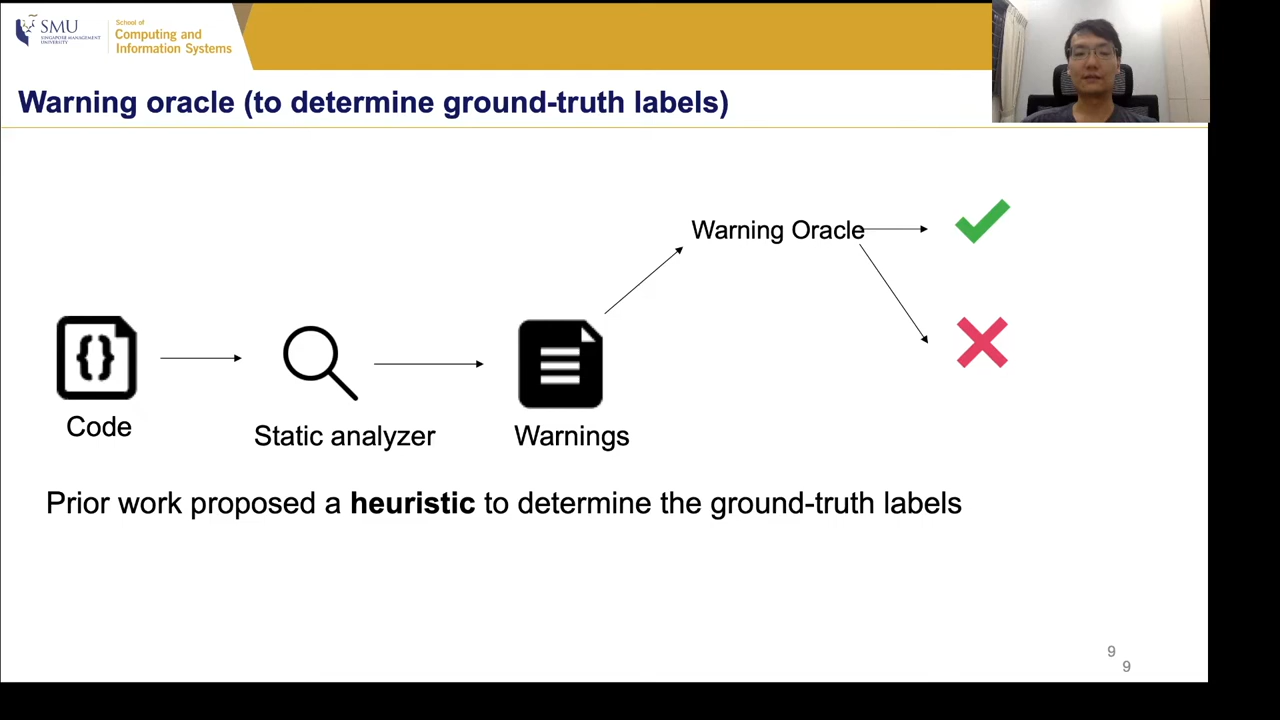 SMU
SINGAPORE MANAGEMENT
UNIVERSITY
School of
Computing and
Information Systems
Warning oracle (to determine ground-truth labels)
Warning Oracle
{}
Code
Static analyzer
Warnings
Prior work proposed a heuristic to determine the ground-truth labels
9
9